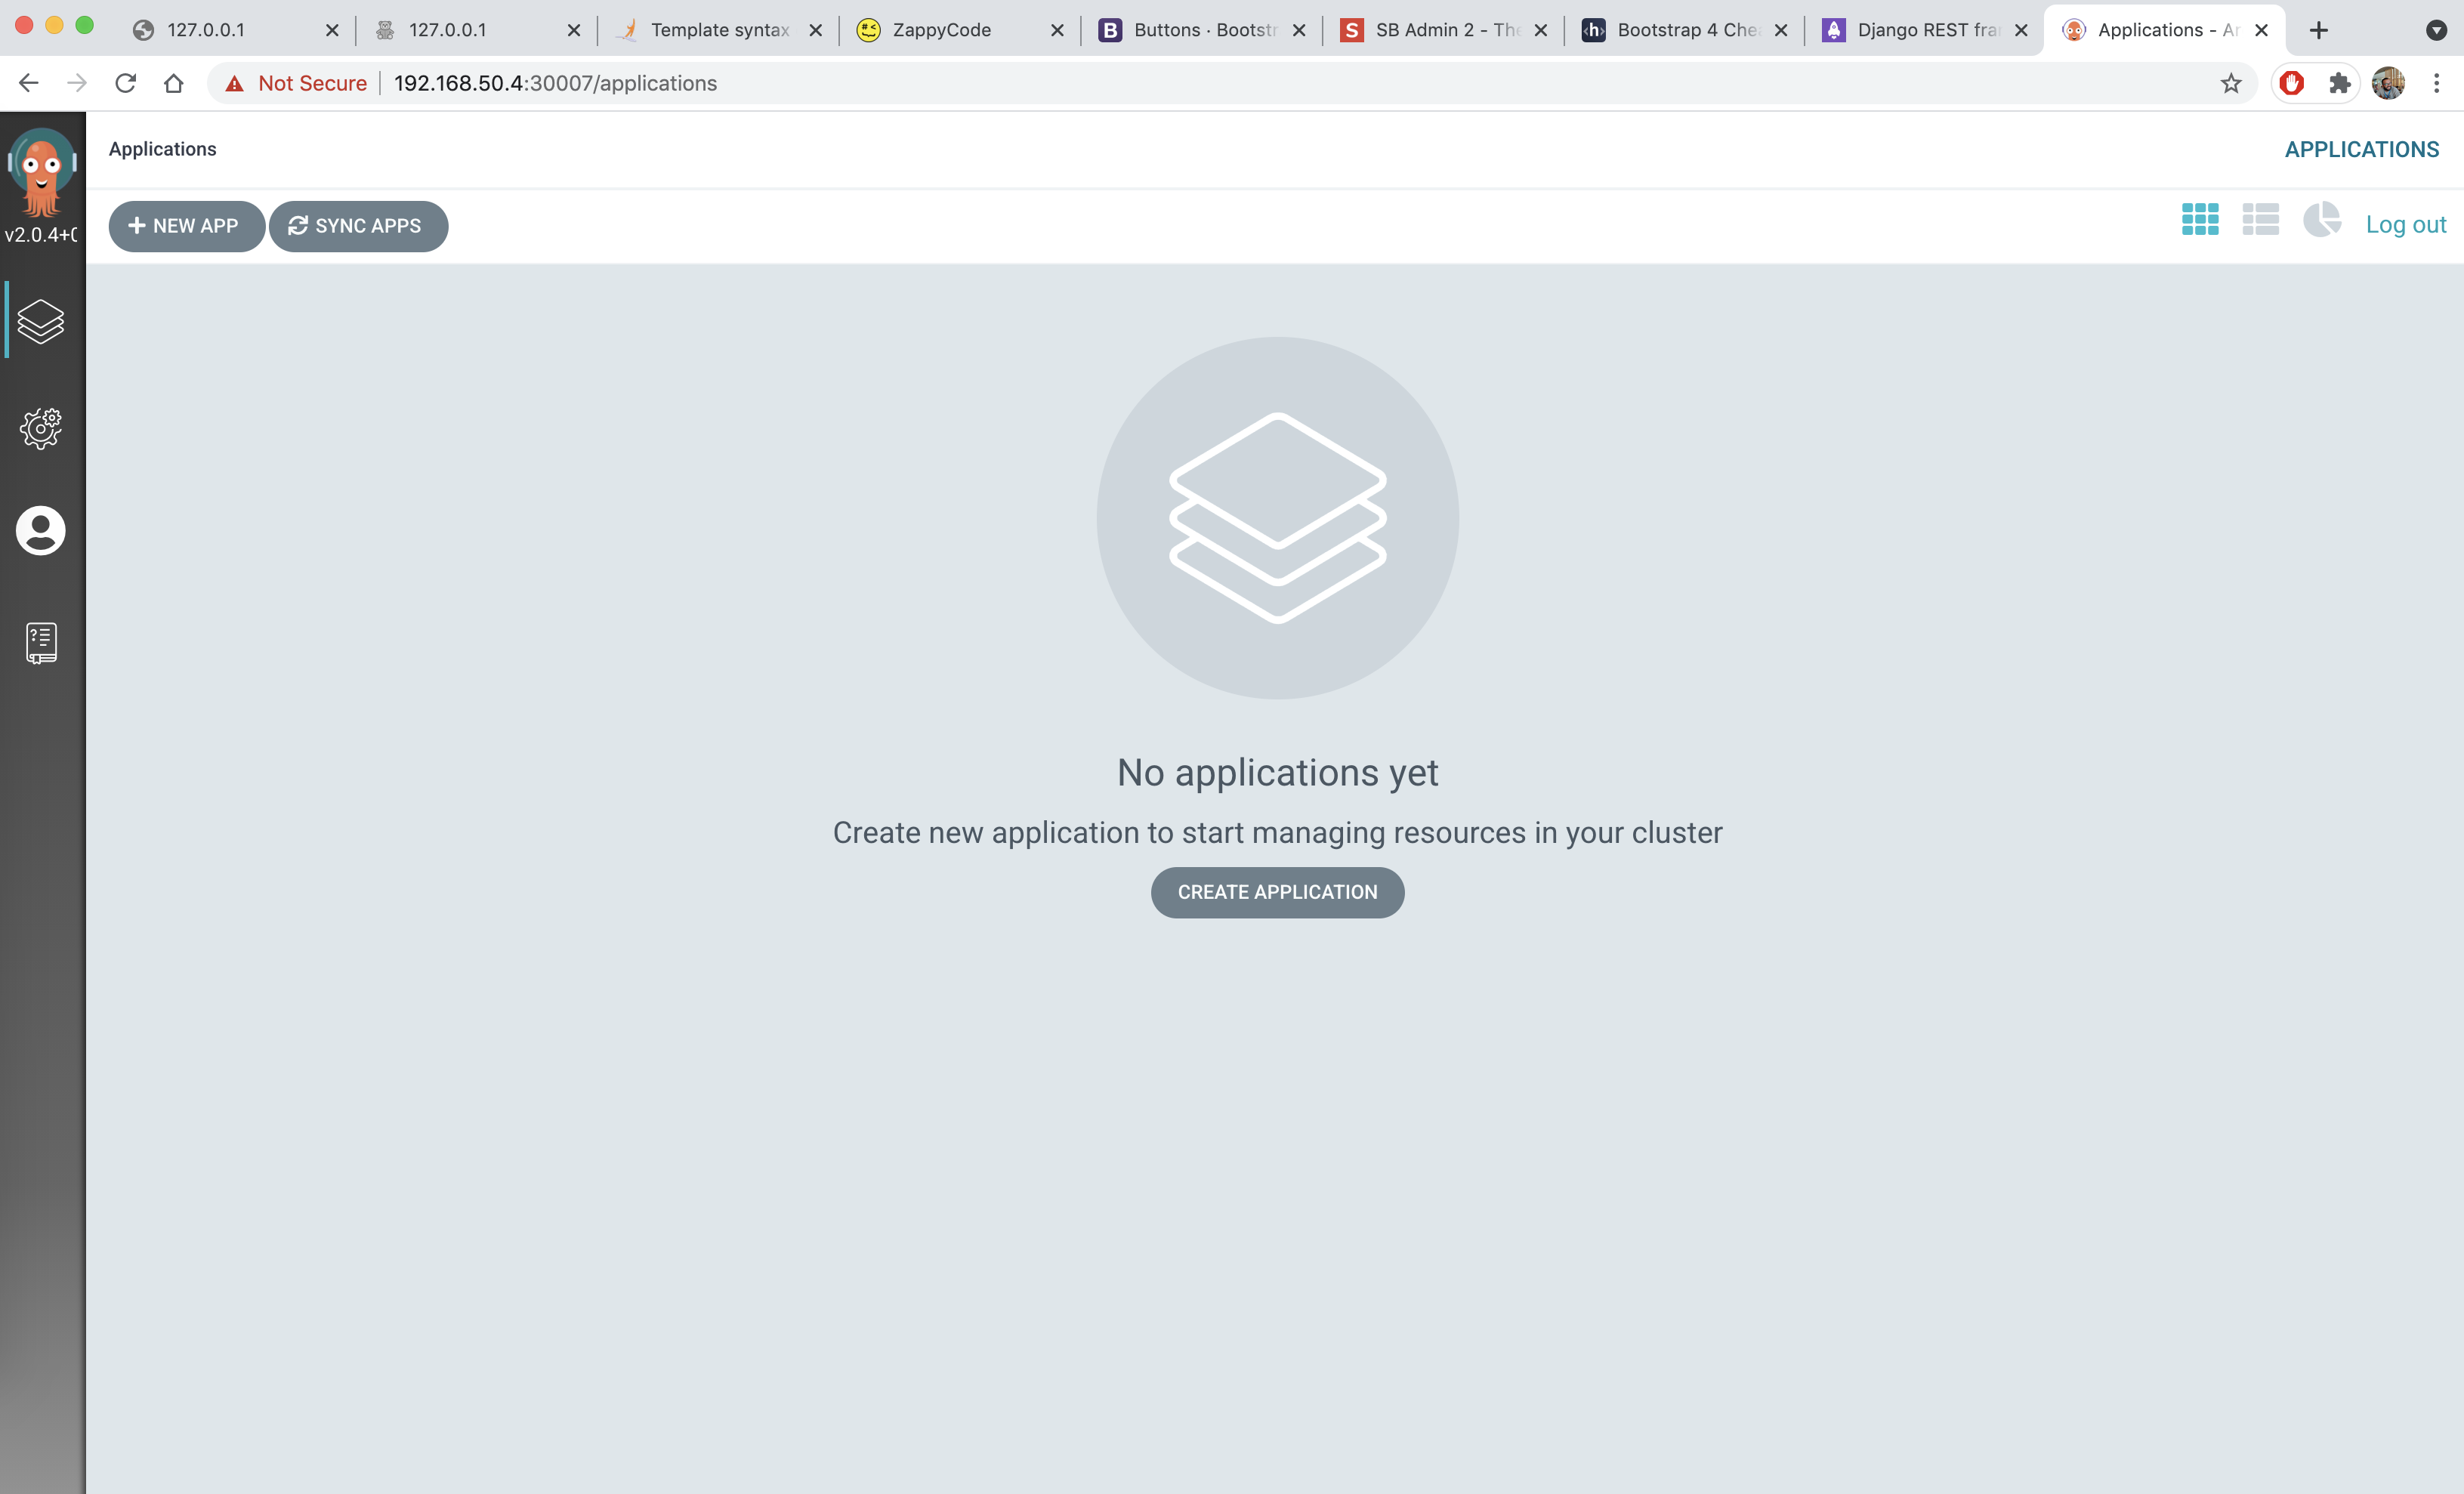 127.0.0.1
127.0.0.1
Template syntax
ZappyCode
B Buttons · Bootstr
S SB Admin 2 - The
<h> Bootstrap 4 Chea
Django REST fra
Applications - Ar
Not Secure 192.168.50.4:30007/applications
Applications
APPLICATIONS
v2.0.4+
NEW APP
SYNC APPS
Log out
No applications yet
Create new application to start managing resources in your cluster
CREATE APPLICATION